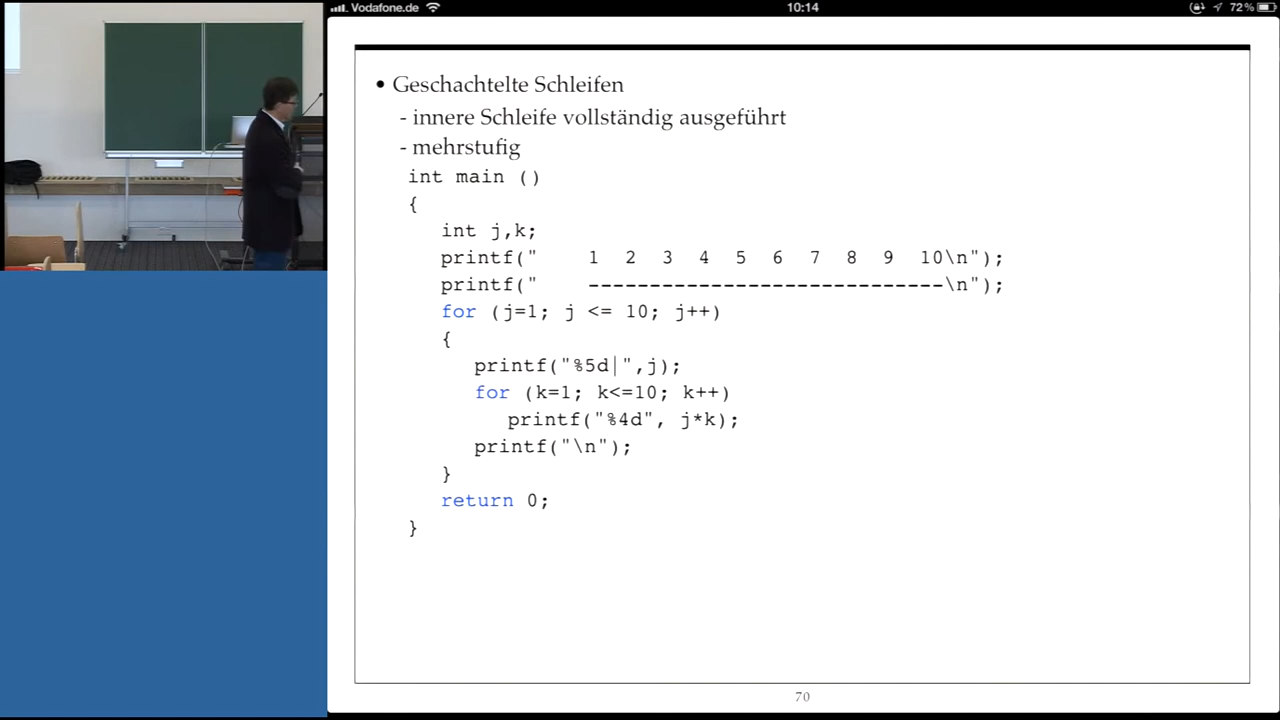 Vodafone.de 10:14 72%
• Geschachtelte Schleifen
- innere Schleife vollständig ausgeführt
- mehrstufig
int main ()
{
int j,k;
printf("    1  2  3  4  5  6  7  8  9  10\n");
printf("    -----------------------------\n");
for (j=1; j <= 10; j++)
{
printf("%5d|",j);
for (k=1; k<=10; k++)
printf("%4d", j*k);
printf("\n");
}
return 0;
}
70